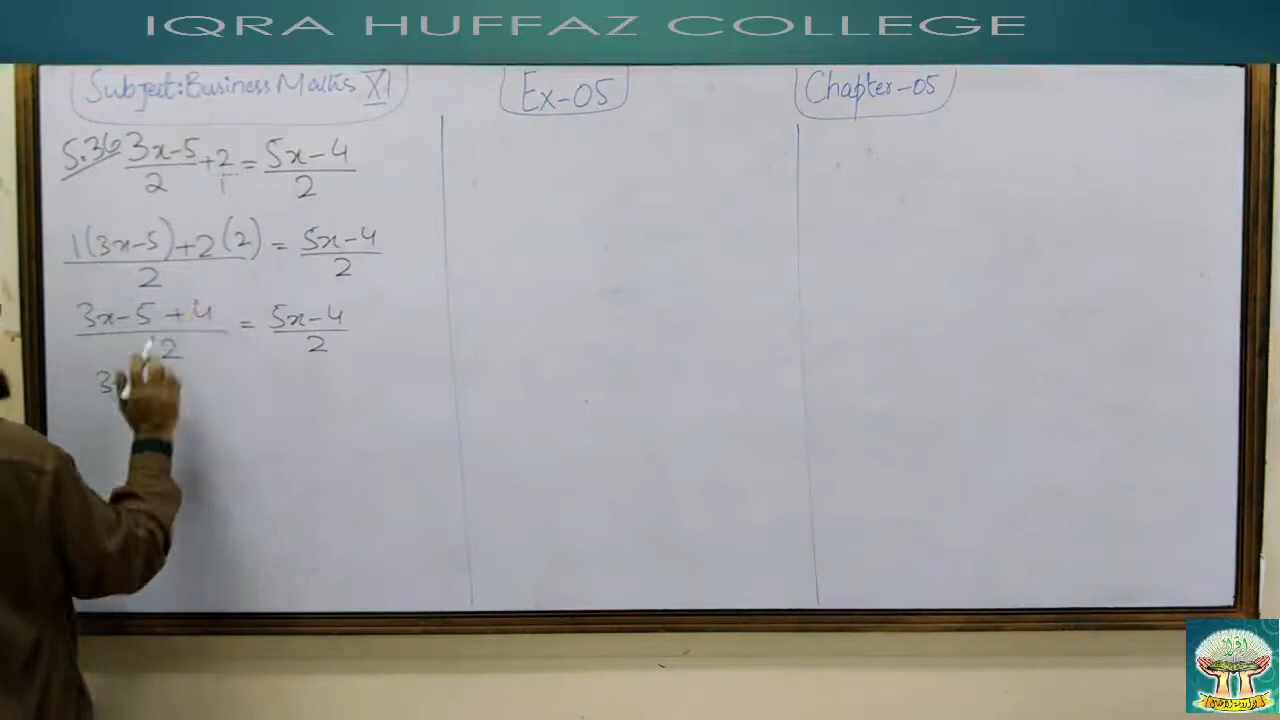 IQRA HUFFAZ COLLEGE
Subject: Business Maths XI
Ex-05
Chapter-05
5.36 (3x-5)/2 + 2/1 = (5x-4)/2
(1(3x-5)+2(2))/2 = (5x-4)/2
(3x-5+4)/2 = (5x-4)/2
3x